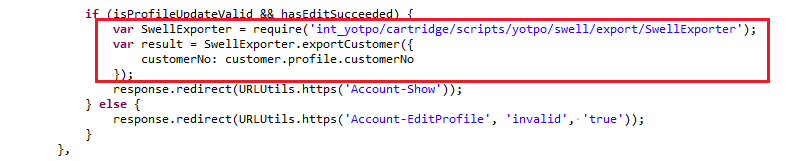 if (isProfileUpdateValid && hasEditSucceeded) {
var SwellExporter = require('int_yotpo/cartridge/scripts/yotpo/swell/export/SwellExporter');
var result = SwellExporter.exportCustomer({
customerNo: customer.profile.customerNo
});
response.redirect(URLUtils.https('Account-Show'));
} else {
response.redirect(URLUtils.https('Account-EditProfile', 'invalid', 'true'));
}
},